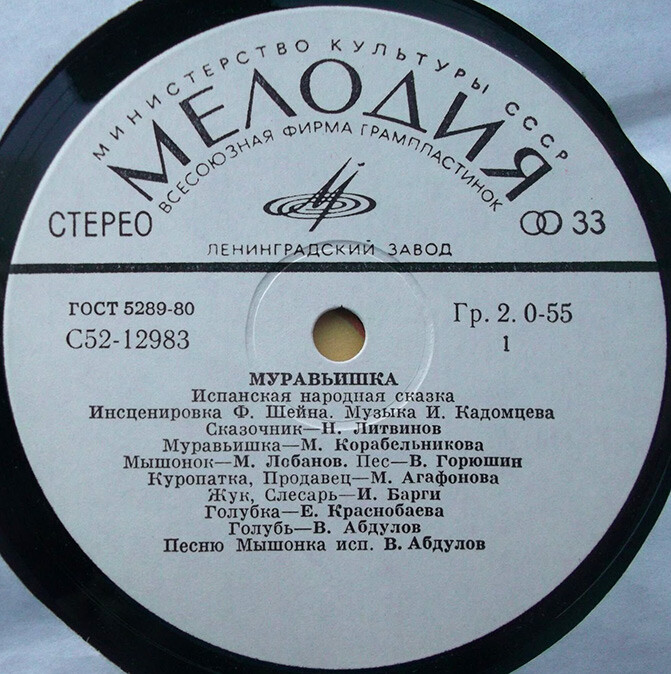 МИНИСТЕРСТВО КУЛЬТУРЫ СССР
МЕЛОДИЯ
ВСЕСОЮЗНАЯ ФИРМА ГРАМПЛАСТИНОК
СТЕРЕО
33
ЛЕНИНГРАДСКИЙ ЗАВОД
ГОСТ 5289-80
С52-12983
Гр. 2. 0-55
1
МУРАВЬИШКА
Испанская народная сказка
Инсценировка Ф. Шейна. Музыка И. Кадомцева
Сказочник—Н. Литвинов
Муравьишка—М. Корабельникова
Мышонок—М. Лобанов. Пес—В. Горюшин
Куропатка, Продавец—М. Агафонова
Жук, Слесарь—И. Барги
Голубка—Е. Краснобаева
Голубь—В. Абдулов
Песню Мышонка исп. В. Абдулов